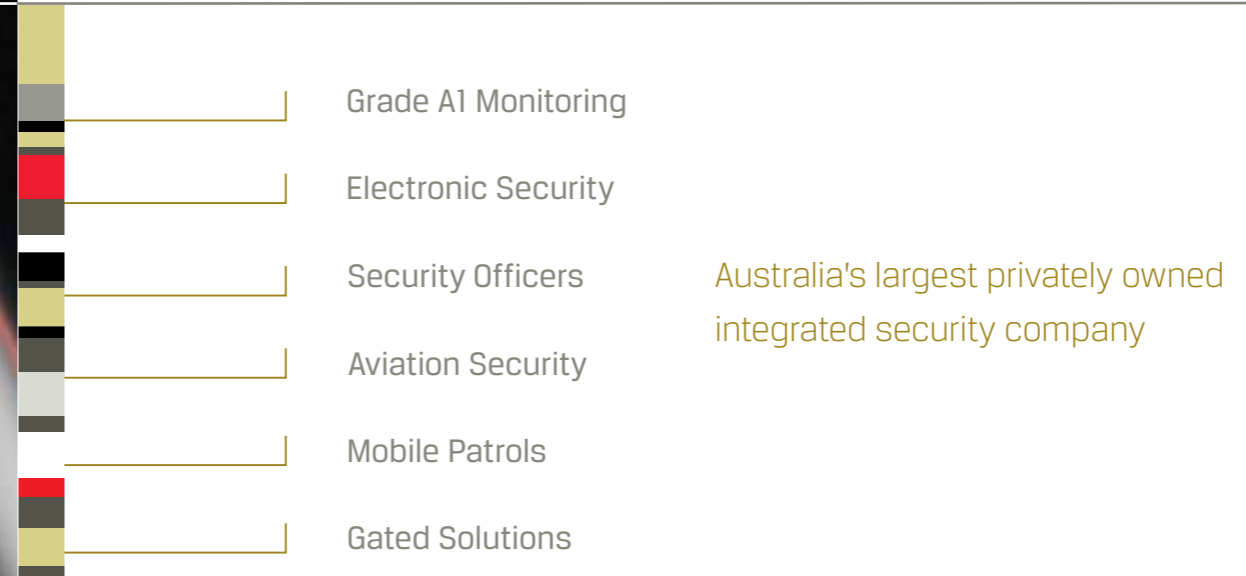 Grade A1 Monitoring
Electronic Security
Security Officers
Aviation Security
Mobile Patrols
Gated Solutions
Australia's largest privately owned
integrated security company